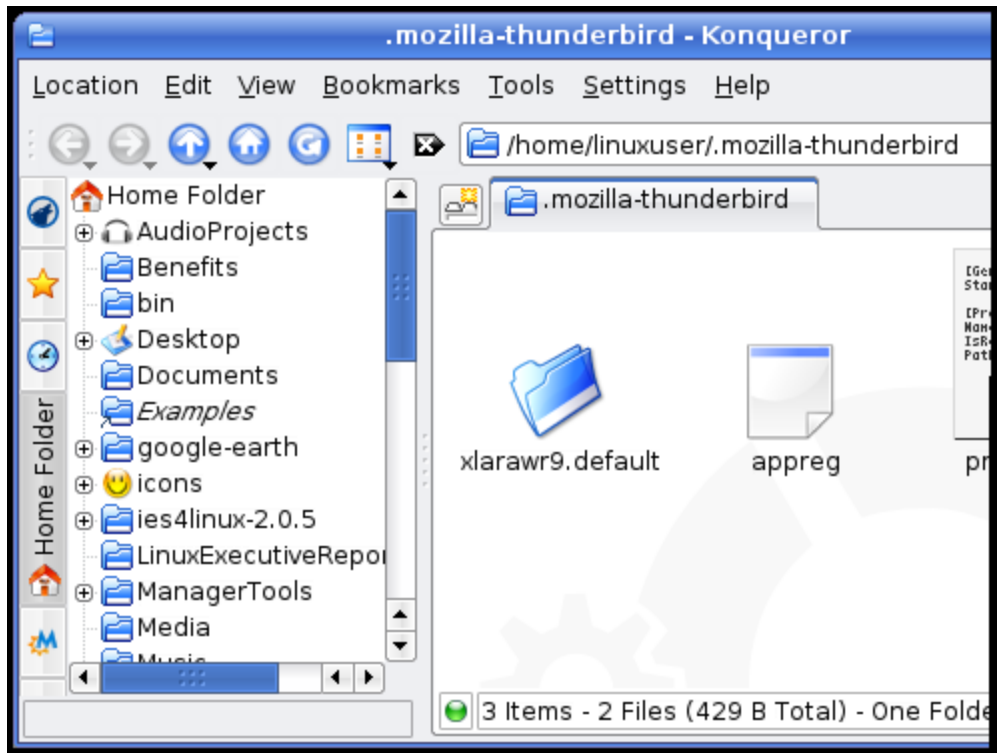 .mozilla-thunderbird - Konqueror
Location Edit View Bookmarks Tools Settings Help
/home/linuxuser/.mozilla-thunderbird
Home Folder
AudioProjects
Benefits
bin
Desktop
Documents
Examples
google-earth
icons
ies4linux-2.0.5
LinuxExecutiveRepor
ManagerTools
Media
Music
Home Folder
.mozilla-thunderbird
xlarawr9.default
appreg
pr
3 Items - 2 Files (429 B Total) - One Folde